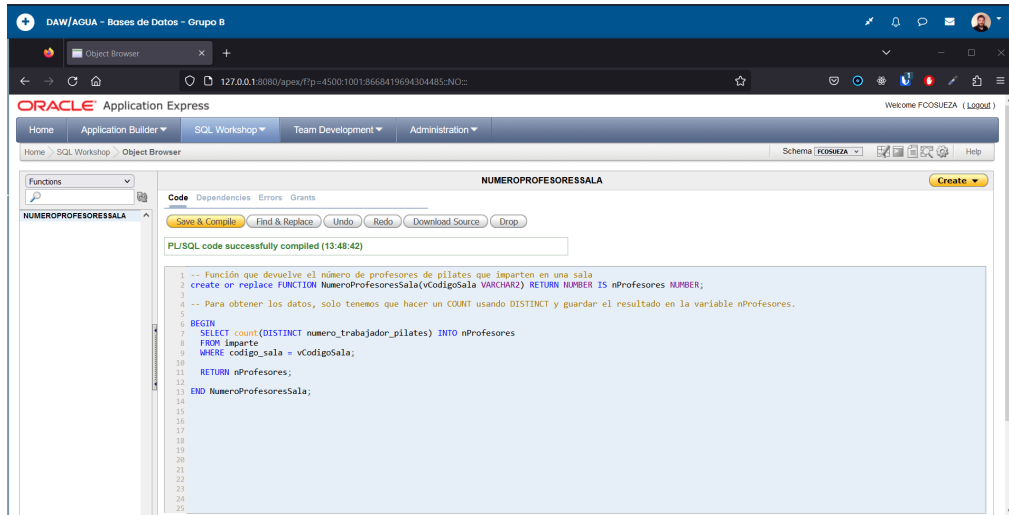 DAW/AGUA - Bases de Datos - Grupo B
Object Browser
127.0.0.1:8080/apex/f?p=4500:1001:8668419694304485::NO:::
ORACLE Application Express
Welcome FCOSUEZA ( Logout )
Home Application Builder SQL Workshop Team Development Administration
Home > SQL Workshop > Object Browser
Schema FCOSUEZA Help
Functions
NUMEROPROFESORESSALA
NUMEROPROFESORESSALA
Create
Code Dependencies Errors Grants
Save & Compile Find & Replace Undo Redo Download Source Drop
PL/SQL code successfully compiled (13:48:42)
1 -- Función que devuelve el número de profesores de pilates que imparten en una sala
2 create or replace FUNCTION NumeroProfesoresSala(vCodigoSala VARCHAR2) RETURN NUMBER IS nProfesores NUMBER;
3
4 -- Para obtener los datos, solo tenemos que hacer un COUNT usando DISTINCT y guardar el resultado en la variable nProfesores.
5
6 BEGIN
7 SELECT count(DISTINCT numero_trabajador_pilates) INTO nProfesores
8 FROM imparte
9 WHERE codigo_sala = vCodigoSala;
10
11 RETURN nProfesores;
12
13 END NumeroProfesoresSala;
14
15
16
17
18
19
20
21
22
23
24
25